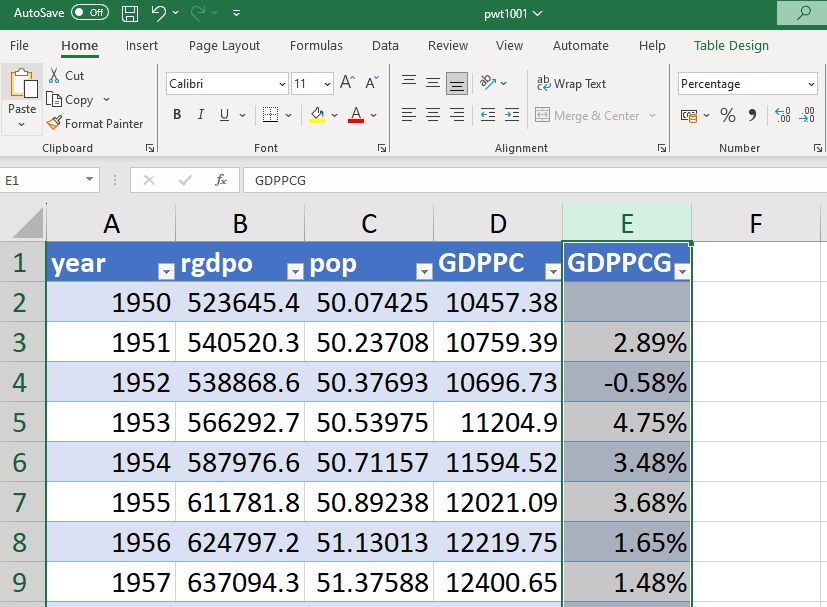 AutoSave Off pwt1001
File Home Insert Page Layout Formulas Data Review View Automate Help Table Design
Paste
Cut
Copy
Format Painter
Clipboard
Calibri 11 A A
B I U A
Font
ab Wrap Text
Merge & Center
Alignment
Percentage
% 9 .00 .00
Number
E1 fx GDPPCG
A B C D E F
1 year rgdpo pop GDPPC GDPPCG
2 1950 523645.4 50.07425 10457.38
3 1951 540520.3 50.23708 10759.39 2.89%
4 1952 538868.6 50.37693 10696.73 -0.58%
5 1953 566292.7 50.53975 11204.9 4.75%
6 1954 587976.6 50.71157 11594.52 3.48%
7 1955 611781.8 50.89238 12021.09 3.68%
8 1956 624797.2 51.13013 12219.75 1.65%
9 1957 637094.3 51.37588 12400.65 1.48%